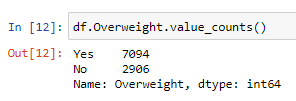 In [12]: df.Overweight.value_counts()
Out[12]: Yes    7094
No     2906
Name: Overweight, dtype: int64